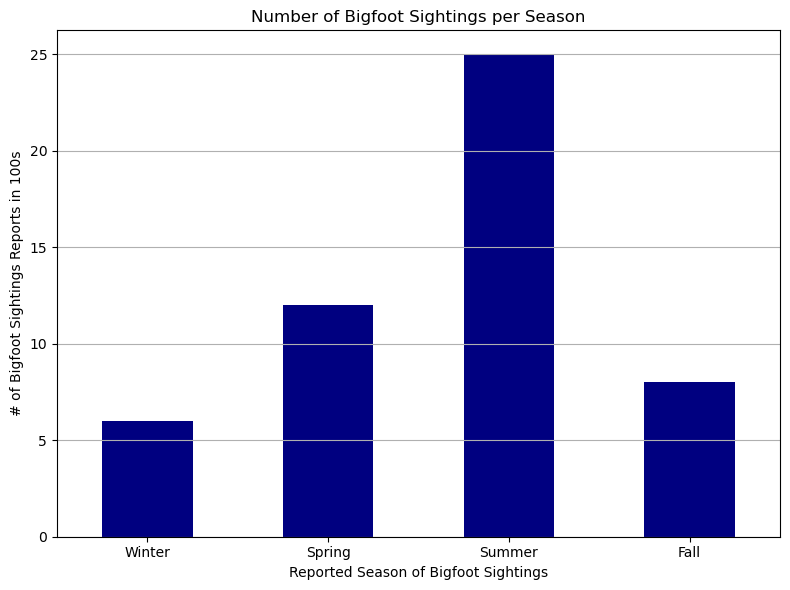 Number of Bigfoot Sightings per Season
# of Bigfoot Sightings Reports in 100s
25
20
15
10
5
0
Winter Spring Summer Fall
Reported Season of Bigfoot Sightings